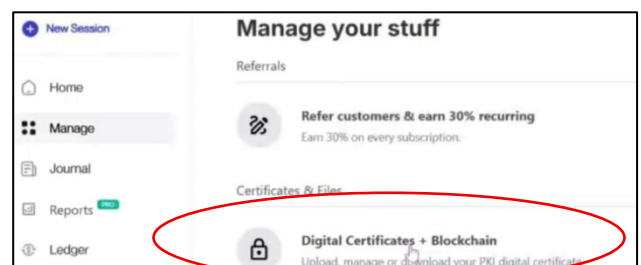 New Session
Home
Manage
Journal
Reports PRO
Ledger
Manage your stuff
Referrals
Refer customers & earn 30% recurring
Earn 30% on every subscription.
Certificates & Files
Digital Certificates + Blockchain
Upload, manage or download your PKI digital certificate